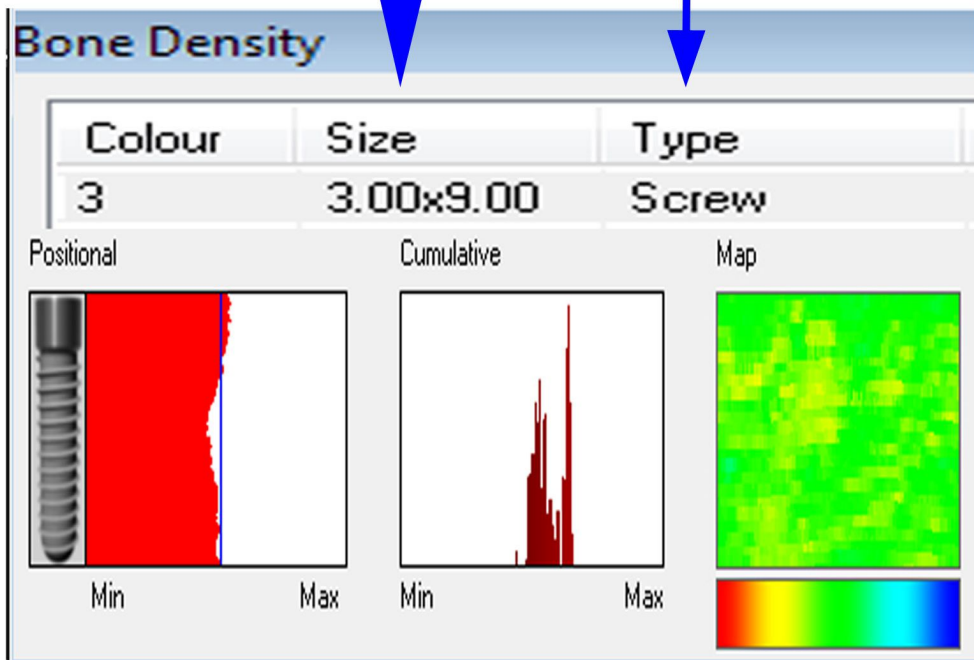 Bone Density
Colour Size Type
3 3.00x9.00 Screw
Positional Cumulative Map
Min Max Min Max